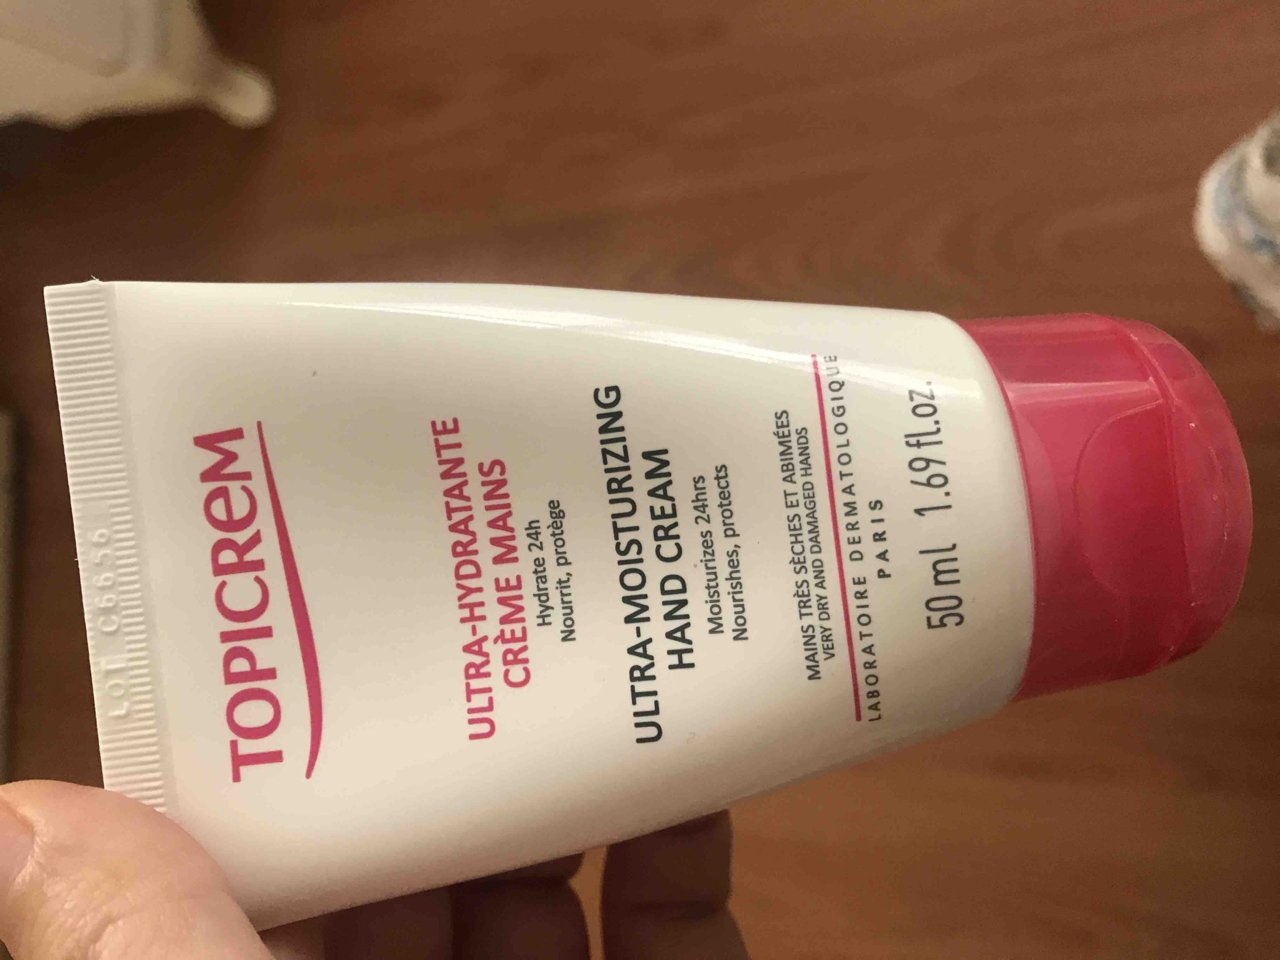 LOT C6656
TOPICREM
ULTRA-HYDRATANTE
CRÈME MAINS
Hydrate 24h
Nourrit, protège
ULTRA-MOISTURIZING
HAND CREAM
Moisturizes 24hrs
Nourishes, protects
MAINS TRÈS SÈCHES ET ABIMÉES
VERY DRY AND DAMAGED HANDS
LABORATOIRE DERMATOLOGIQUE
PARIS
50 ml 1.69 fl.oz.